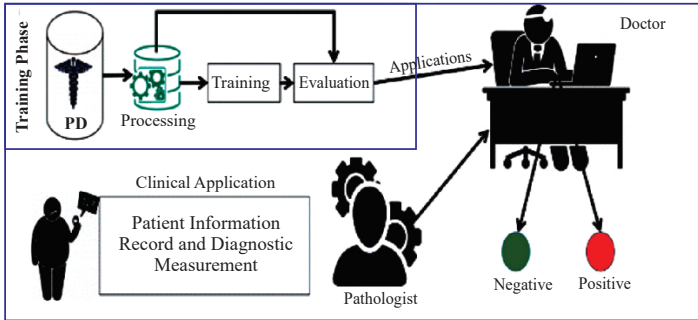 Training Phase
PD
Processing
Training
Evaluation
Applications
Doctor
Clinical Application
Patient Information
Record and Diagnostic
Measurement
Pathologist
Negative
Positive